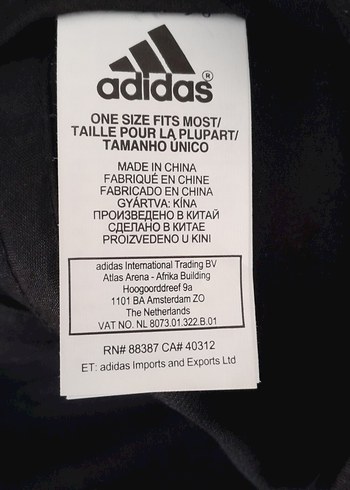 adidas®
ONE SIZE FITS MOST/
TAILLE POUR LA PLUPART/
TAMANHO ÚNICO
MADE IN CHINA
FABRIQUÉ EN CHINE
FABRICADO EN CHINA
GYÁRTVA: KÍNA
ПРОИЗВЕДЕНО В КИТАЙ
СДЕЛАНО В КИТАЕ
PROIZVEDENO U KINI
adidas International Trading BV
Atlas Arena - Afrika Building
Hoogoorddreef 9a
1101 BA Amsterdam ZO
The Netherlands
VAT NO. NL 8073.01.322.B.01
RN# 88387 CA# 40312
ET: adidas Imports and Exports Ltd